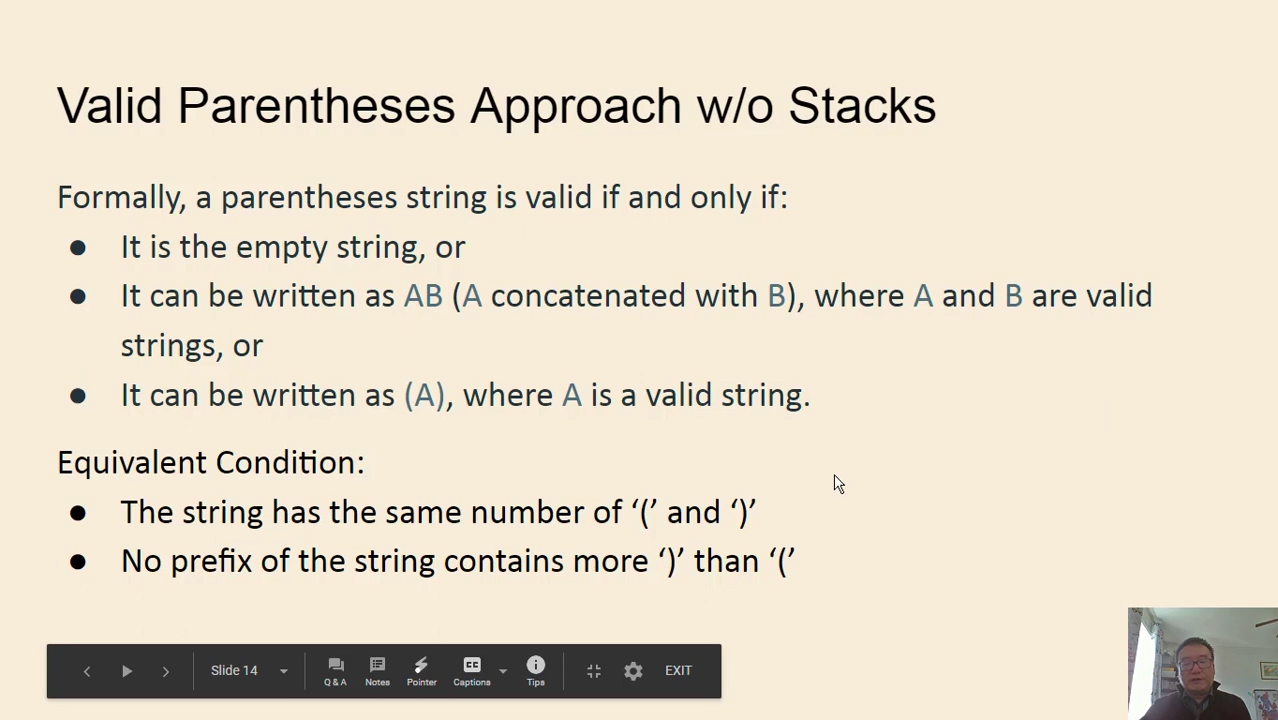 Valid Parentheses Approach w/o Stacks
Formally, a parentheses string is valid if and only if:
● It is the empty string, or
● It can be written as AB (A concatenated with B), where A and B are valid
strings, or
● It can be written as (A), where A is a valid string.
Equivalent Condition:
● The string has the same number of ‘(’ and ‘)’
● No prefix of the string contains more ‘)’ than ‘(’
Slide 14 Q & A Notes Pointer CC Captions Tips EXIT